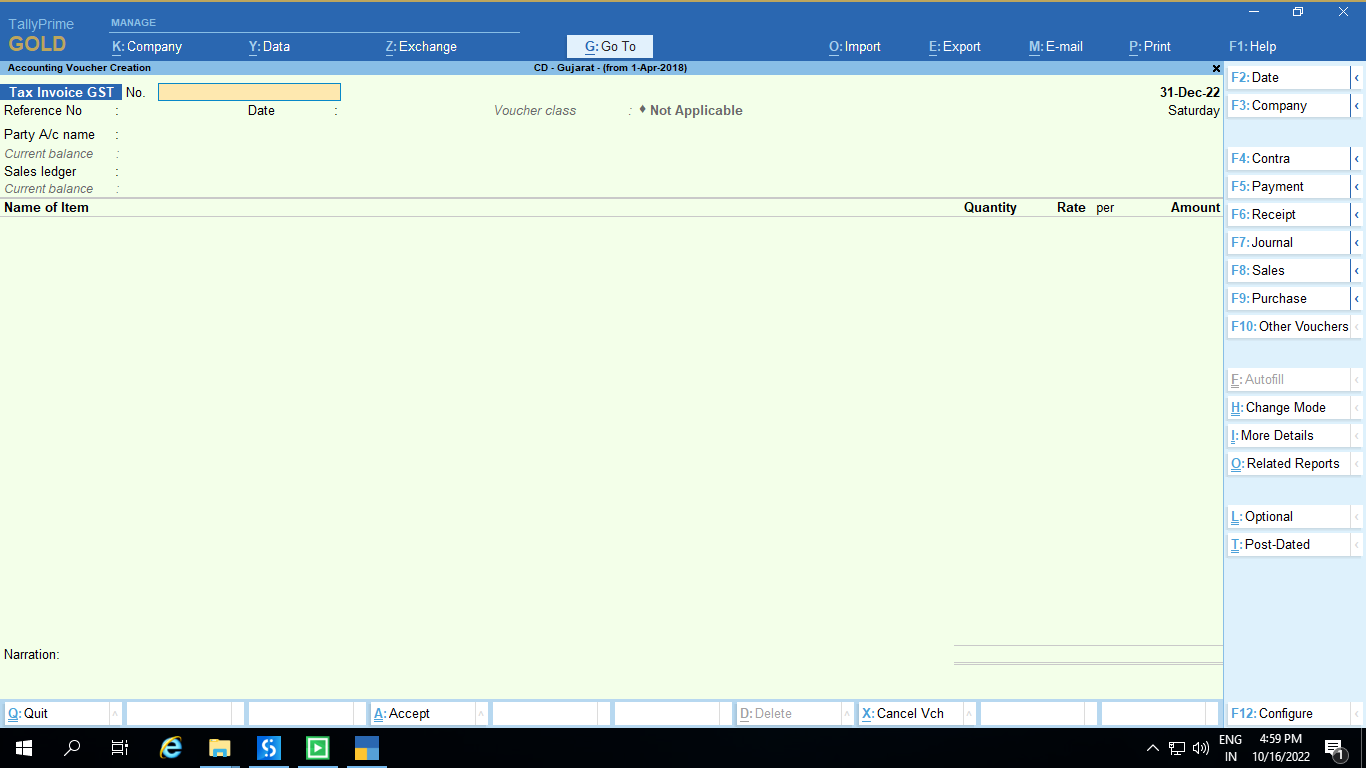 TallyPrime
GOLD
MANAGE
K: Company Y: Data Z: Exchange G: Go To O: Import E: Export M: E-mail P: Print F1: Help
Accounting Voucher Creation CD - Gujarat - (from 1-Apr-2018)
Tax Invoice GST No. 31-Dec-22
Reference No : Date : Voucher class : ♦ Not Applicable Saturday
Party A/c name :
Current balance :
Sales ledger :
Current balance :
Name of Item Quantity Rate per Amount
Narration:
F2: Date
F3: Company
F4: Contra
F5: Payment
F6: Receipt
F7: Journal
F8: Sales
F9: Purchase
F10: Other Vouchers
F: Autofill
H: Change Mode
I: More Details
O: Related Reports
L: Optional
T: Post-Dated
Q: Quit A: Accept D: Delete X: Cancel Vch F12: Configure
ENG
IN
4:59 PM
10/16/2022
1